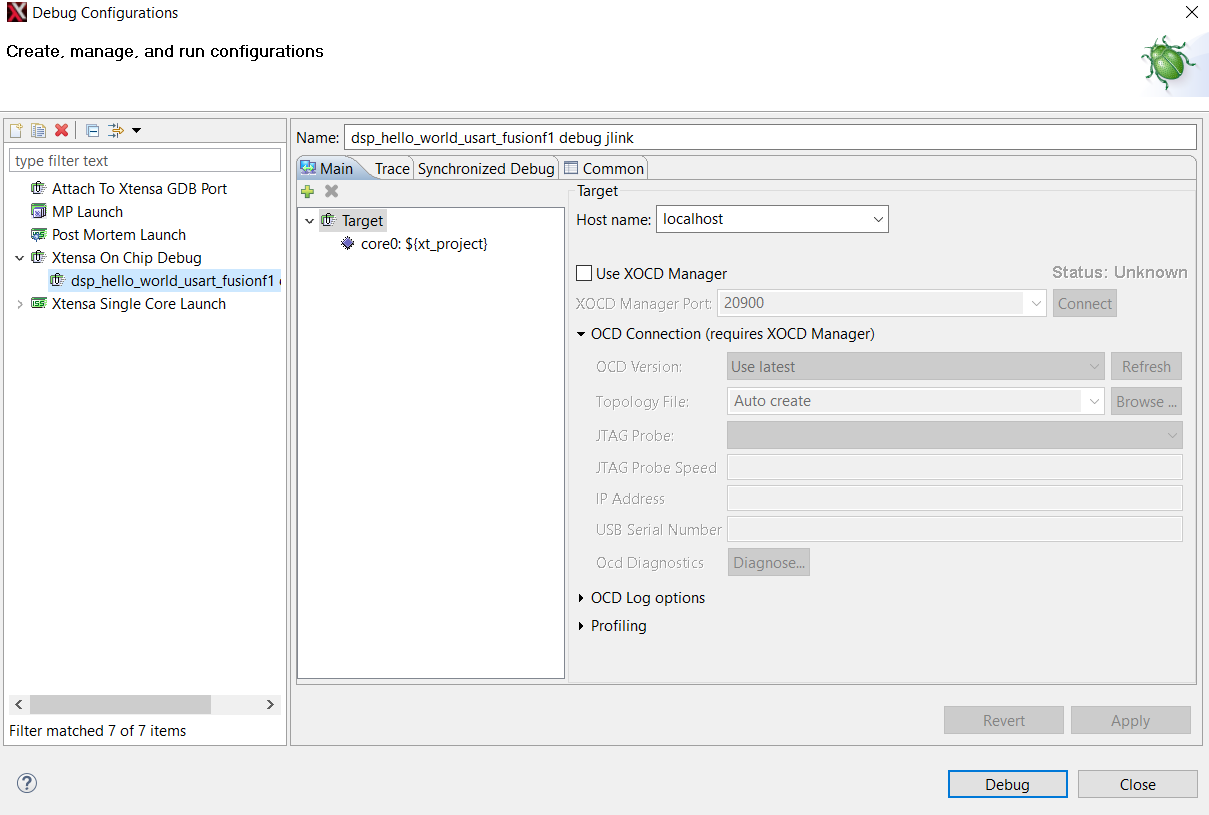 Debug Configurations
Create, manage, and run configurations
type filter text
Attach To Xtensa GDB Port
MP Launch
Post Mortem Launch
Xtensa On Chip Debug
dsp_hello_world_usart_fusionf1
Xtensa Single Core Launch
Filter matched 7 of 7 items
Name: dsp_hello_world_usart_fusionf1 debug jlink
Main Trace Synchronized Debug Common
Target
core0: ${xt_project}
Target
Host name: localhost
Use XOCD Manager Status: Unknown
XOCD Manager Port: 20900 Connect
OCD Connection (requires XOCD Manager)
OCD Version: Use latest Refresh
Topology File: Auto create Browse ...
JTAG Probe:
JTAG Probe Speed
IP Address
USB Serial Number
Ocd Diagnostics Diagnose...
OCD Log options
Profiling
Revert Apply
Debug Close